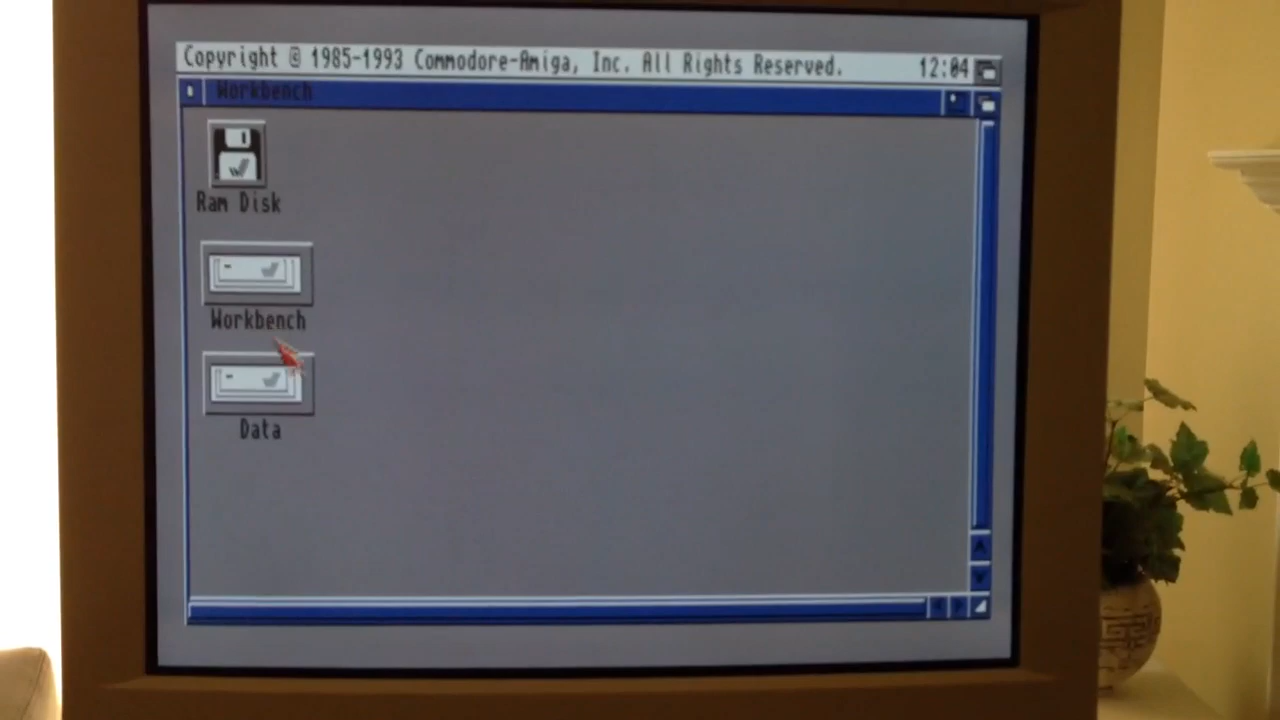 Copyright © 1985-1993 Commodore-Amiga, Inc. All Rights Reserved. 12:04
Workbench
Ram Disk
Workbench
Data